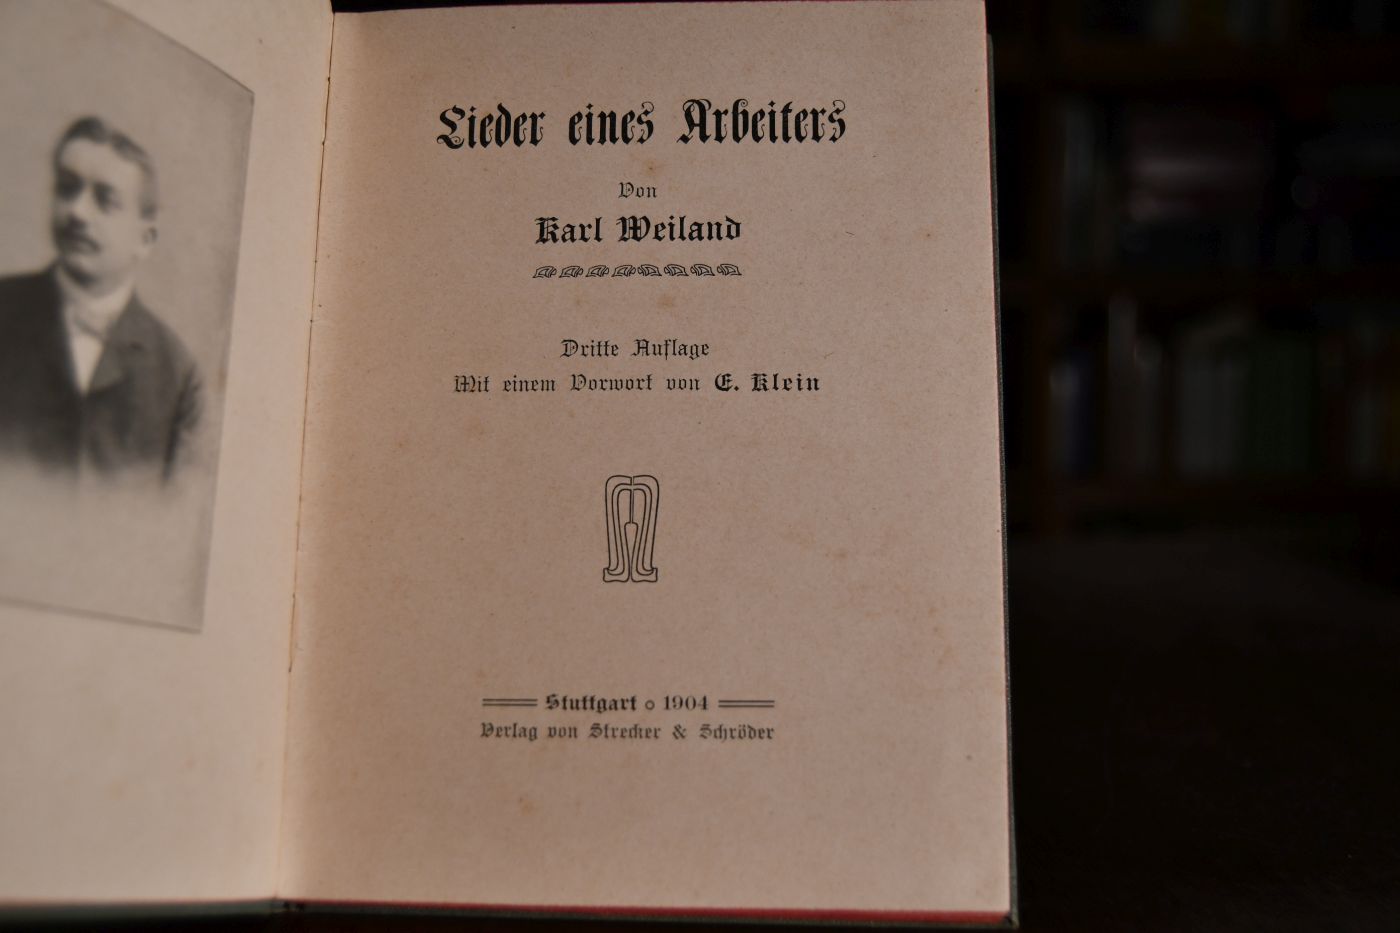 Lieder eines Arbeiters
Von
Karl Weiland
Dritte Auflage
Mit einem Vorwort von E. Klein
Stuttgart o 1904
Verlag von Strecker & Schröder